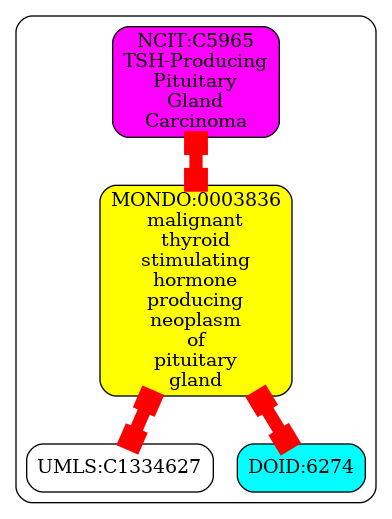 NCIT:C5965
TSH-Producing
Pituitary
Gland
Carcinoma
MONDO:0003836
malignant
thyroid
stimulating
hormone
producing
neoplasm
of
pituitary
gland
UMLS:C1334627
DOID:6274